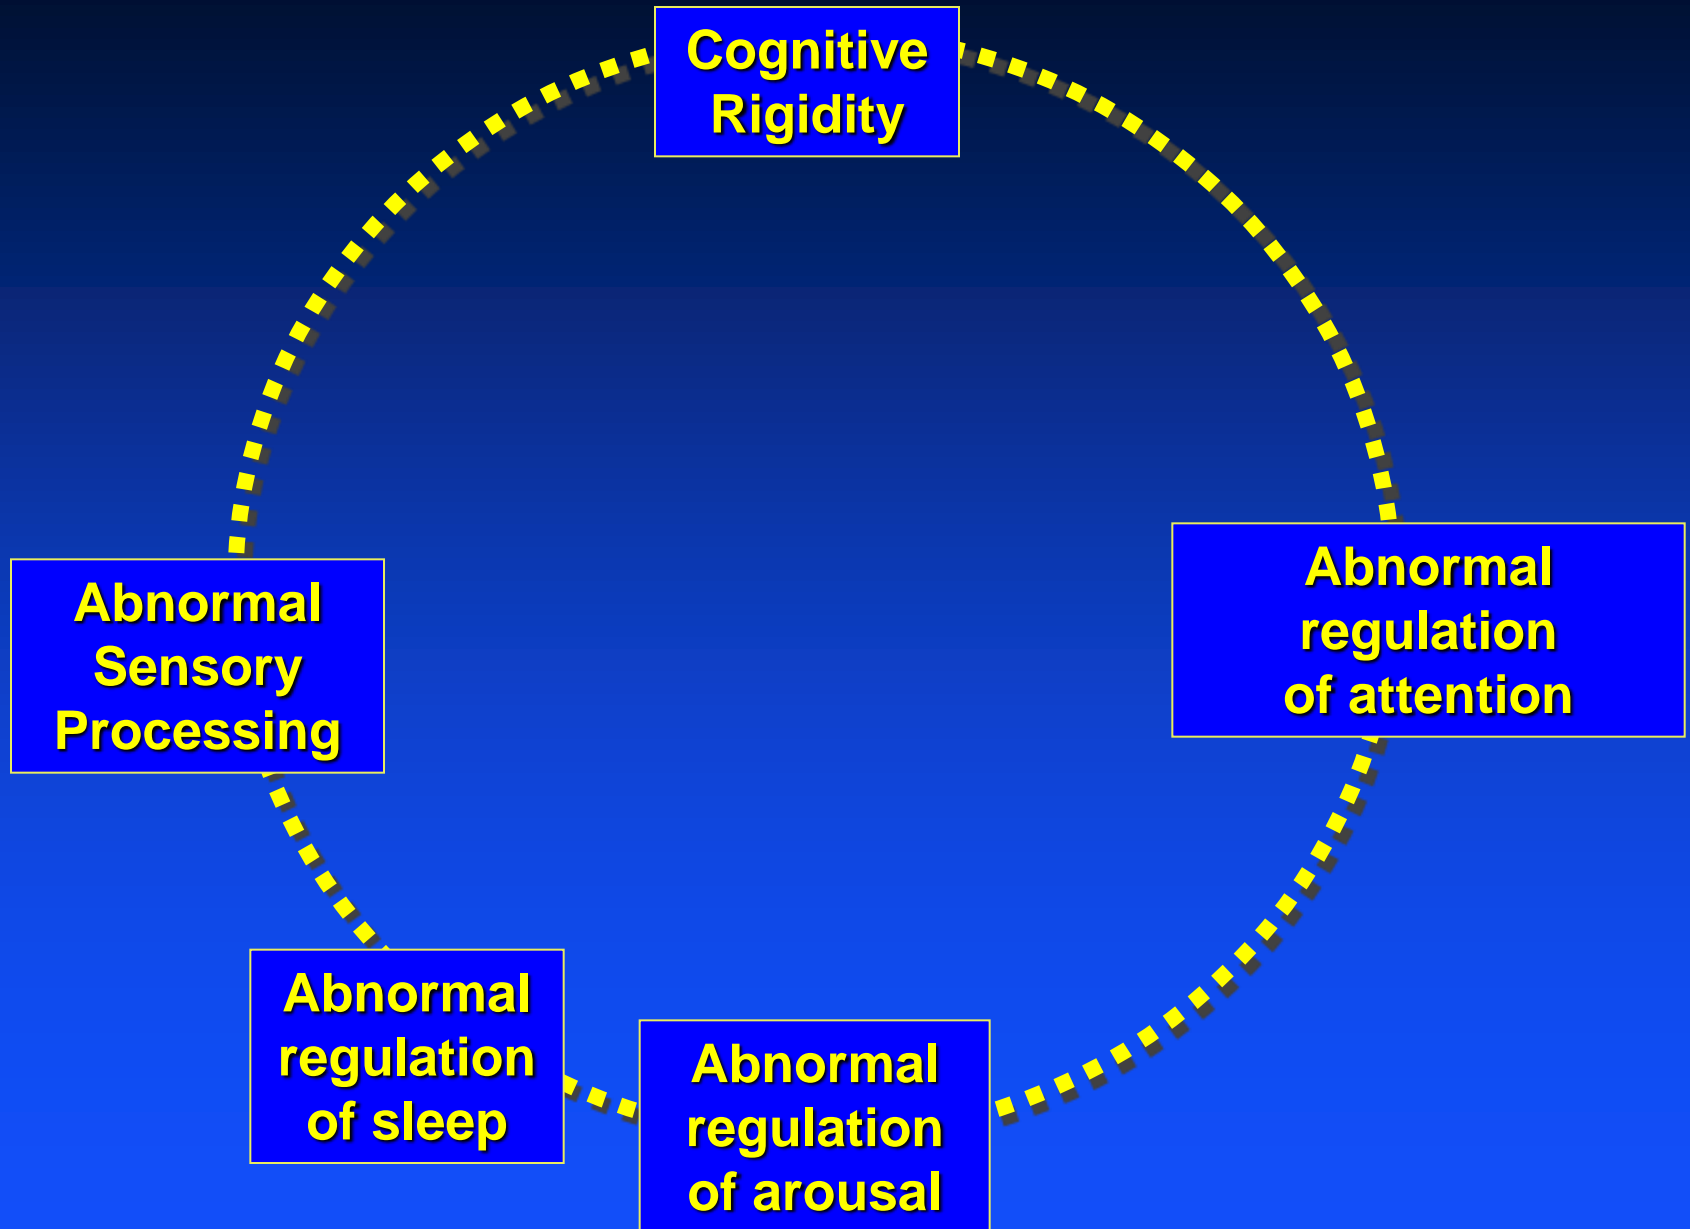 Cognitive
Rigidity
Abnormal
regulation
of attention
Abnormal
Sensory
Processing
Abnormal
regulation
of sleep
Abnormal
regulation
of arousal